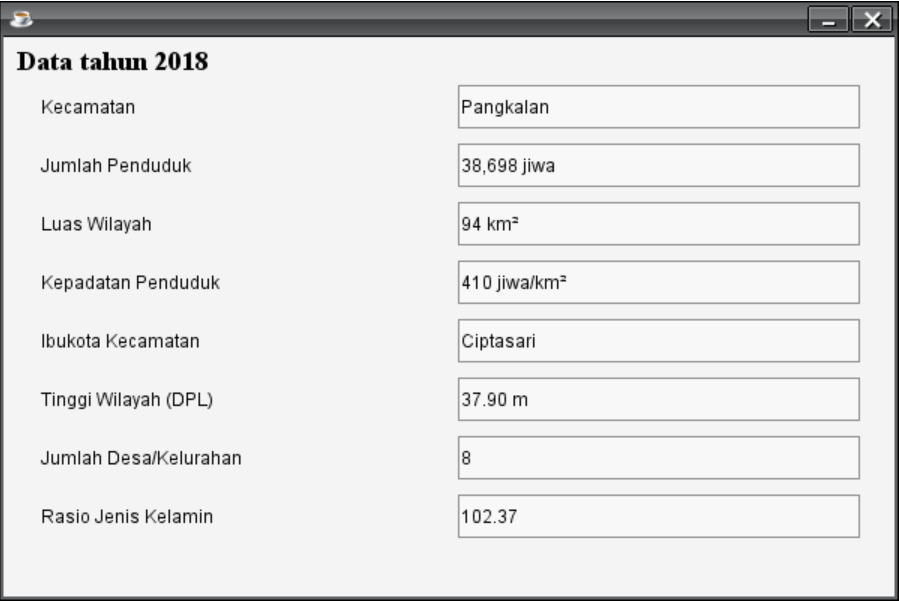 Data tahun 2018
Kecamatan Pangkalan
Jumlah Penduduk 38,698 jiwa
Luas Wilayah 94 km²
Kepadatan Penduduk 410 jiwa/km²
Ibukota Kecamatan Ciptasari
Tinggi Wilayah (DPL) 37.90 m
Jumlah Desa/Kelurahan 8
Rasio Jenis Kelamin 102.37